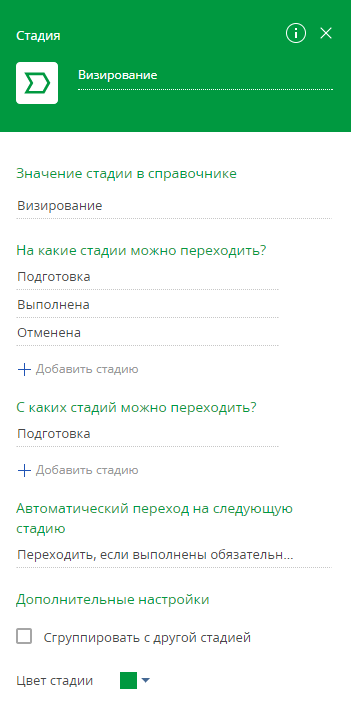 Стадия
Визирование
Значение стадии в справочнике
Визирование
На какие стадии можно переходить?
Подготовка
Выполнена
Отменена
Добавить стадию
С каких стадий можно переходить?
Подготовка
Добавить стадию
Автоматический переход на следующую
стадию
Переходить, если выполнены обязательн...
Дополнительные настройки
Сгруппировать с другой стадией
Цвет стадии